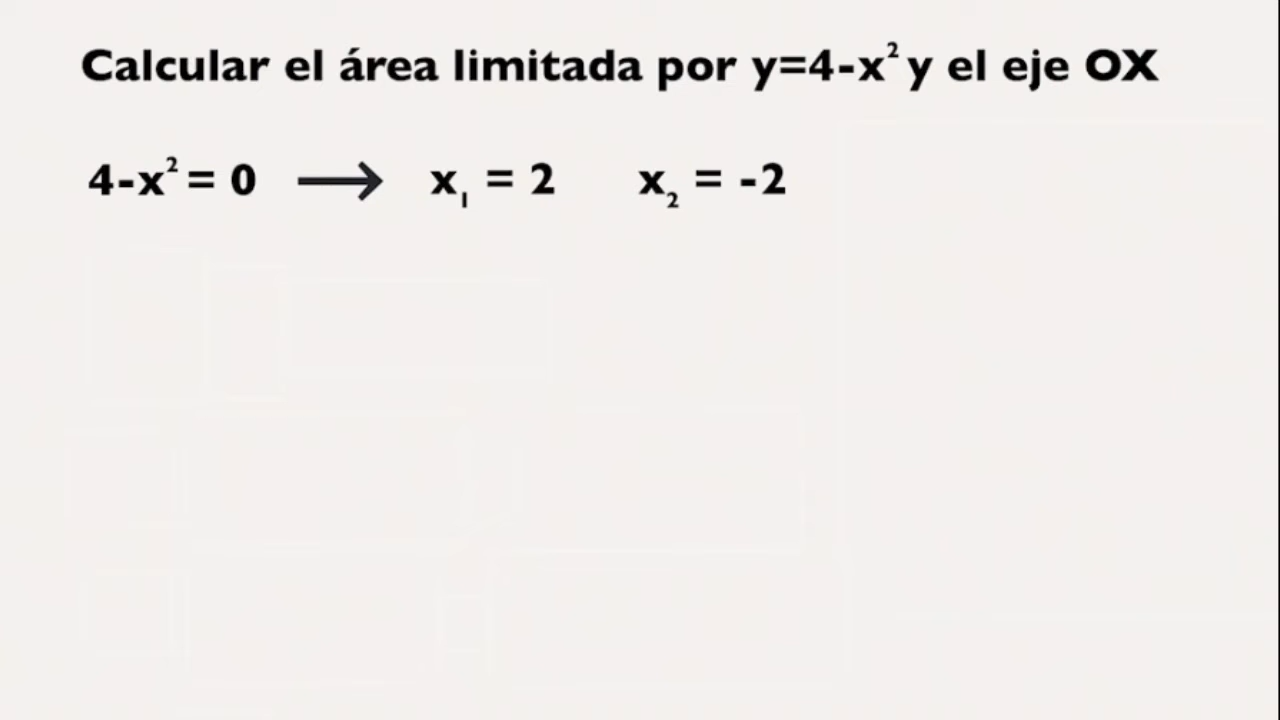 Calcular el área limitada por y=4-x² y el eje OX
4-x² = 0 ⟶ x₁ = 2 x₂ = -2